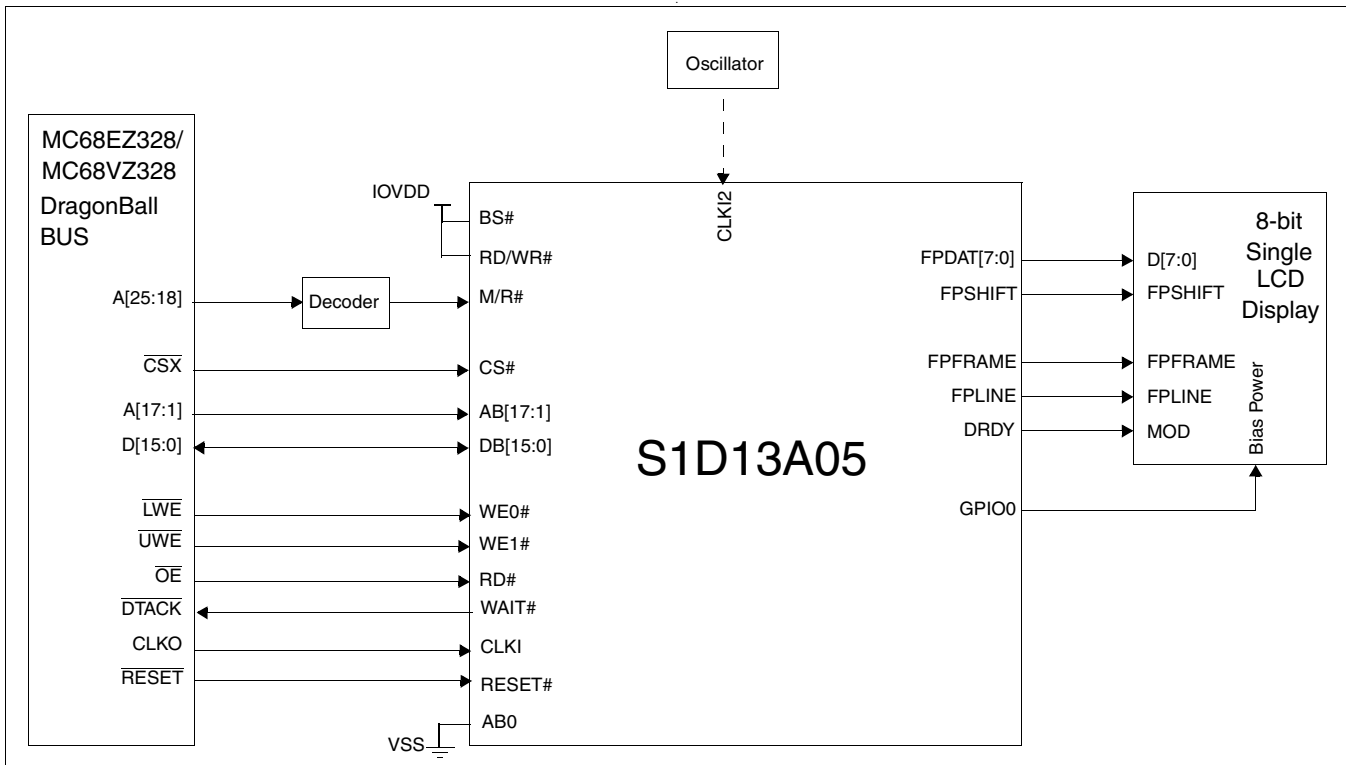 Oscillator
MC68EZ328/
MC68VZ328
DragonBall
BUS
A[25:18]
CSX
A[17:1]
D[15:0]
LWE
UWE
OE
DTACK
CLKO
RESET
Decoder
IOVDD
VSS
BS#
RD/WR#
M/R#
CS#
AB[17:1]
DB[15:0]
WE0#
WE1#
RD#
WAIT#
CLKI
RESET#
AB0
CLKI2
S1D13A05
FPDAT[7:0]
FPSHIFT
FPFRAME
FPLINE
DRDY
GPIO0
8-bit
Single
LCD
Display
D[7:0]
FPSHIFT
FPFRAME
FPLINE
MOD
Bias Power